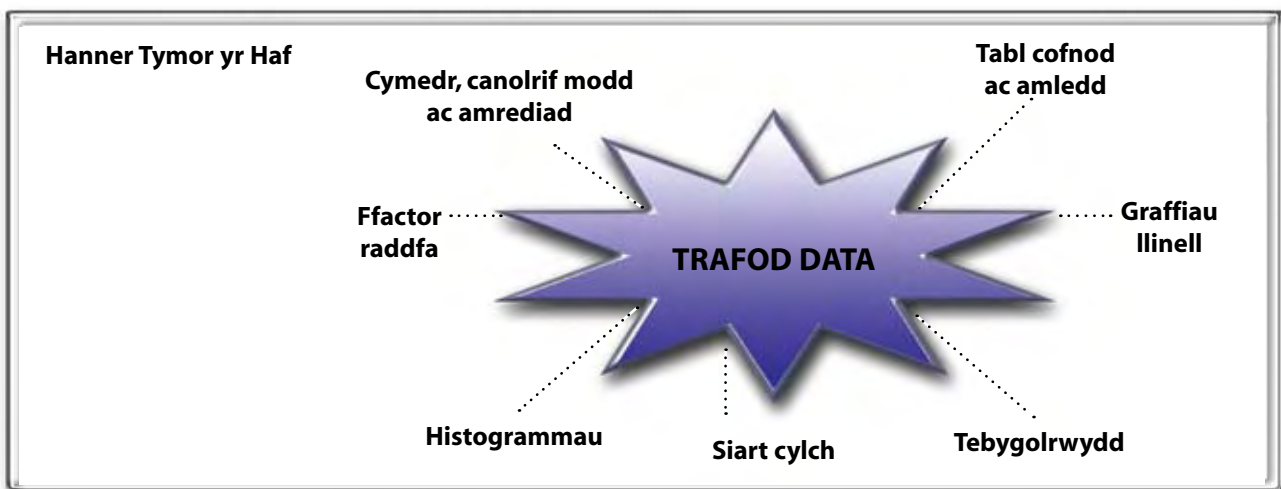 Hanner Tymor yr Haf
Cymedr, canolrif modd
ac amrediad
Tabl cofnod
ac amledd
Ffactor
raddfa
TRAFOD DATA
Graffiau
llinell
Histogrammau
Siart cylch
Tebygolrwydd